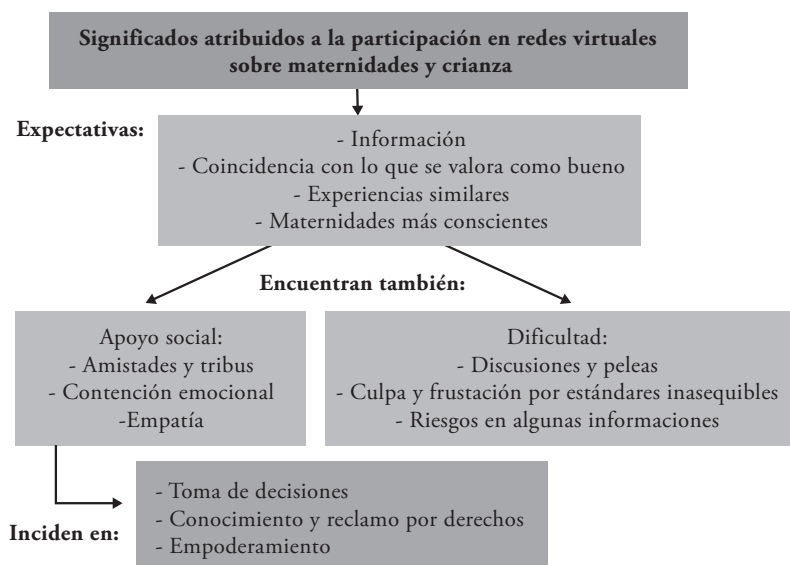 Significados atribuidos a la participación en redes virtuales
sobre maternidades y crianza
Expectativas:
- Información
- Coincidencia con lo que se valora como bueno
- Experiencias similares
- Maternidades más conscientes
Encuentran también:
Apoyo social:
- Amistades y tribus
- Contención emocional
-Empatía
Dificultad:
- Discusiones y peleas
- Culpa y frustación por estándares inasequibles
- Riesgos en algunas informaciones
Inciden en:
- Toma de decisiones
- Conocimiento y reclamo por derechos
- Empoderamiento